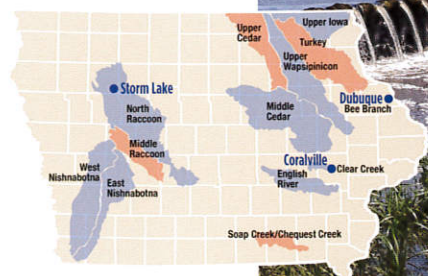 Upper
Cedar
Upper Iowa
Turkey
Upper
Wapsipinicon
Storm Lake
North
Raccoon
Middle
Cedar
Dubuque
Bee Branch
Middle
Raccoon
Coralville
Clear Creek
West
Nishnabotna
East
Nishnabotna
English
River
Soap Creek/Chequest Creek